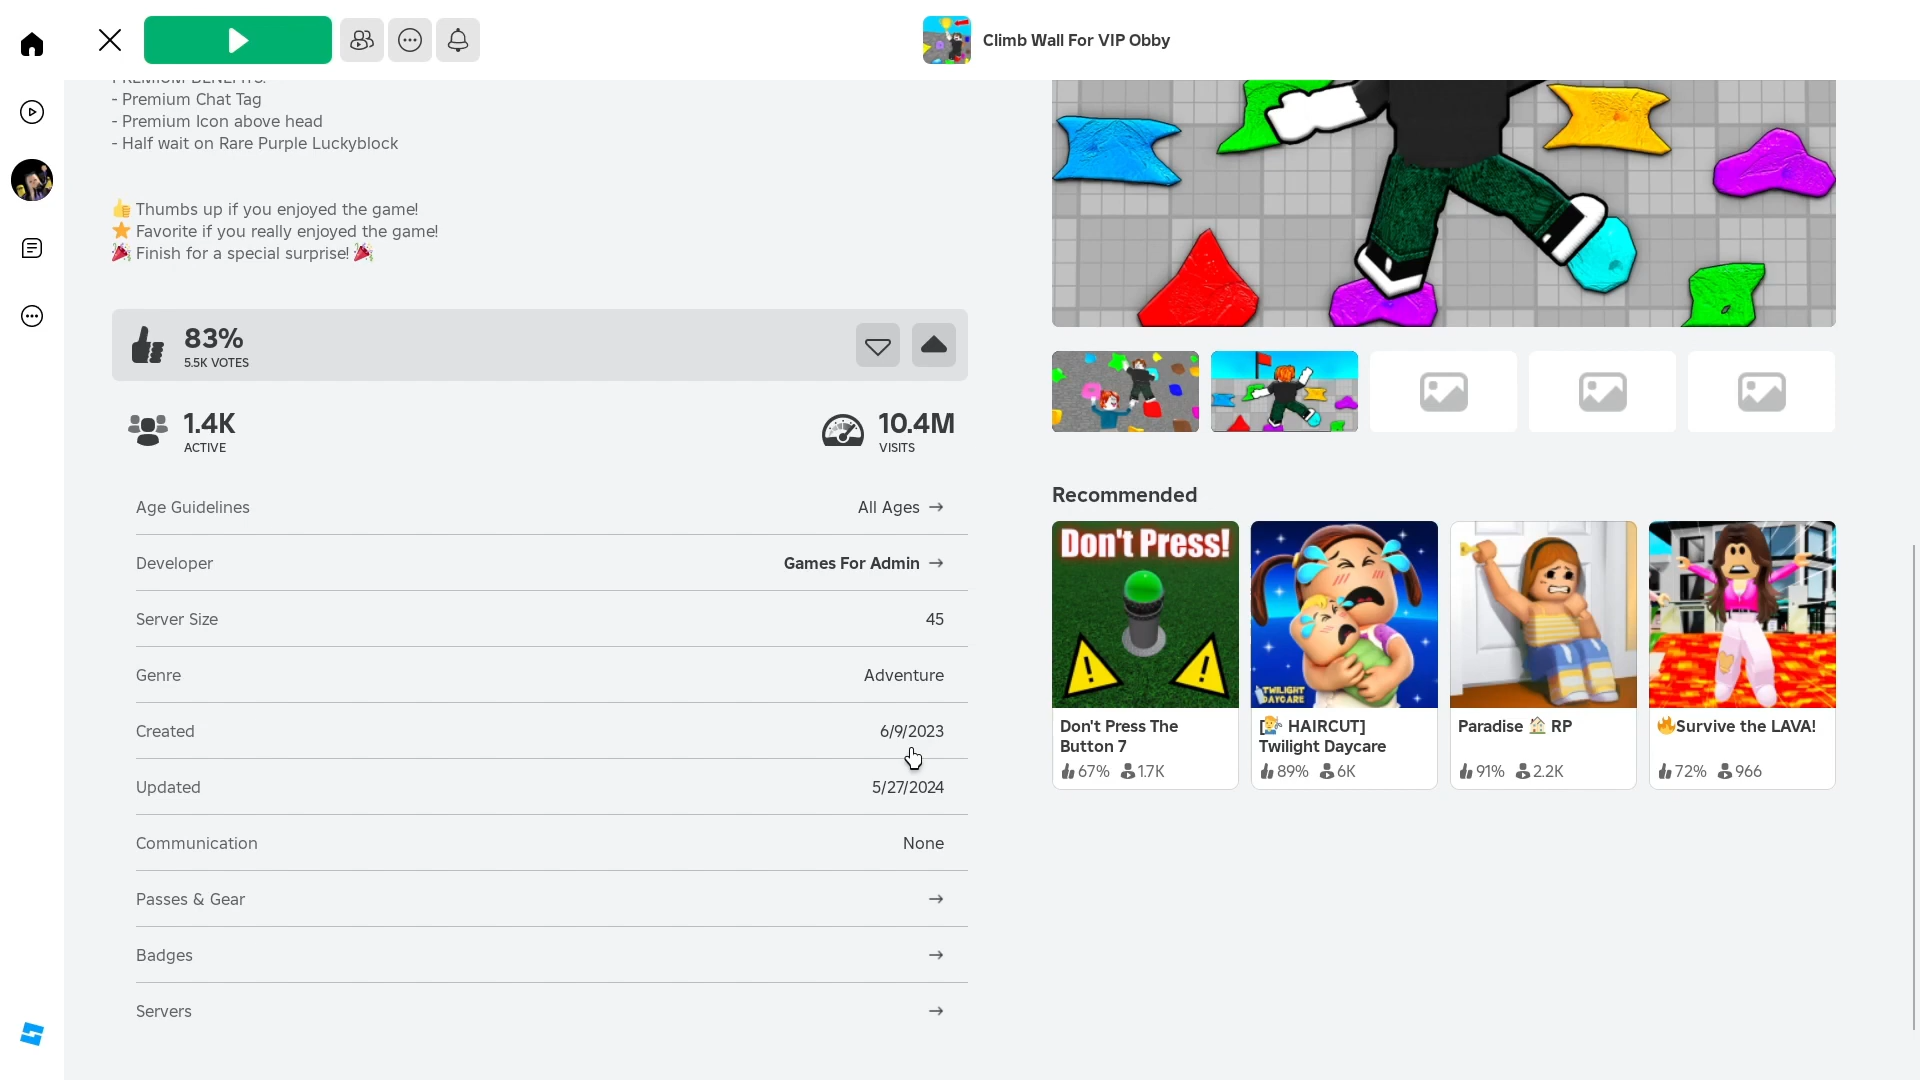 Climb Wall For VIP Obby
PREMIUM BENEFITS:
- Premium Chat Tag
- Premium Icon above head
- Half wait on Rare Purple Luckyblock
👍 Thumbs up if you enjoyed the game!
⭐ Favorite if you really enjoyed the game!
🎉 Finish for a special surprise! 🎉
83%
5.5K VOTES
1.4K
ACTIVE
10.4M
VISITS
Age Guidelines All Ages →
Developer Games For Admin →
Server Size 45
Genre Adventure
Created 6/9/2023
Updated 5/27/2024
Communication None
Passes & Gear →
Badges →
Servers →
Recommended
Don't Press!
TWILIGHT
DAYCARE
Don't Press The
Button 7
67% 1.7K
[💇 HAIRCUT]
Twilight Daycare
89% 6K
Paradise 🏠 RP
91% 2.2K
🔥Survive the LAVA!
72% 966